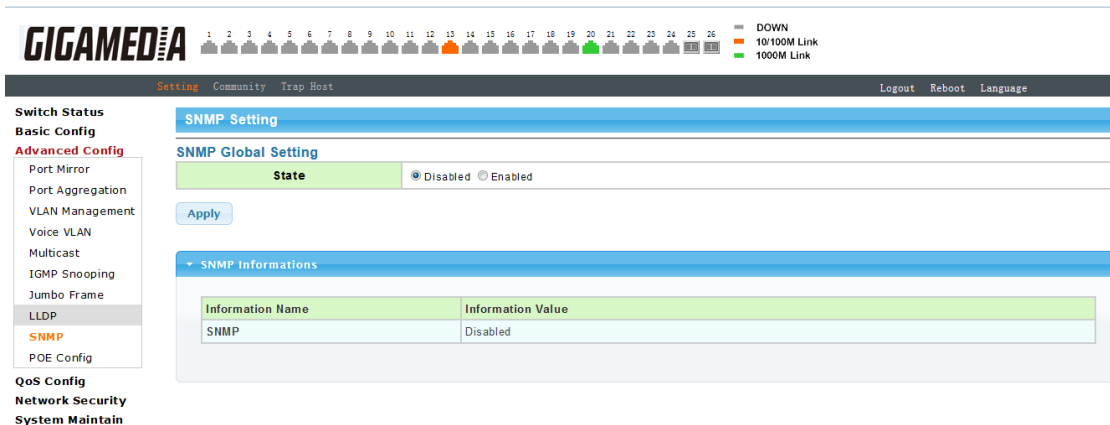 GIGAMEDIA
1 2 3 4 5 6 7 8 9 10 11 12 13 14 15 16 17 18 19 20 21 22 23 24 25 26
DOWN
10/100M Link
1000M Link
Setting Community Trap Host Logout Reboot Language
Switch Status
Basic Config
Advanced Config
Port Mirror
Port Aggregation
VLAN Management
Voice VLAN
Multicast
IGMP Snooping
Jumbo Frame
LLDP
SNMP
POE Config
QoS Config
Network Security
System Maintain
SNMP Setting
SNMP Global Setting
State Disabled Enabled
Apply
SNMP Informations
Information Name Information Value
SNMP Disabled